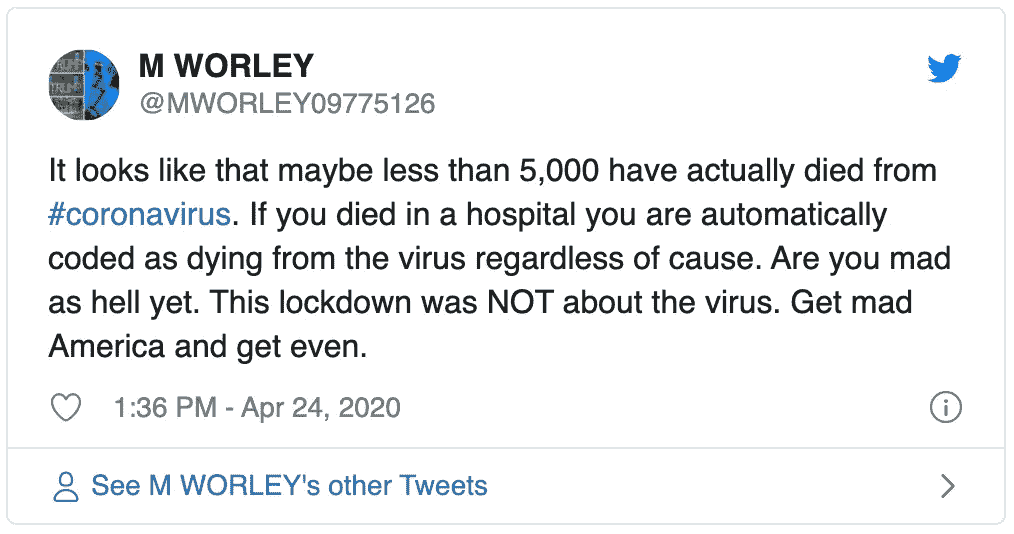 M WORLEY
@MWORLEY09775126
It looks like that maybe less than 5,000 have actually died from
#coronavirus. If you died in a hospital you are automatically
coded as dying from the virus regardless of cause. Are you mad
as hell yet. This lockdown was NOT about the virus. Get mad
America and get even.
1:36 PM - Apr 24, 2020
See M WORLEY's other Tweets